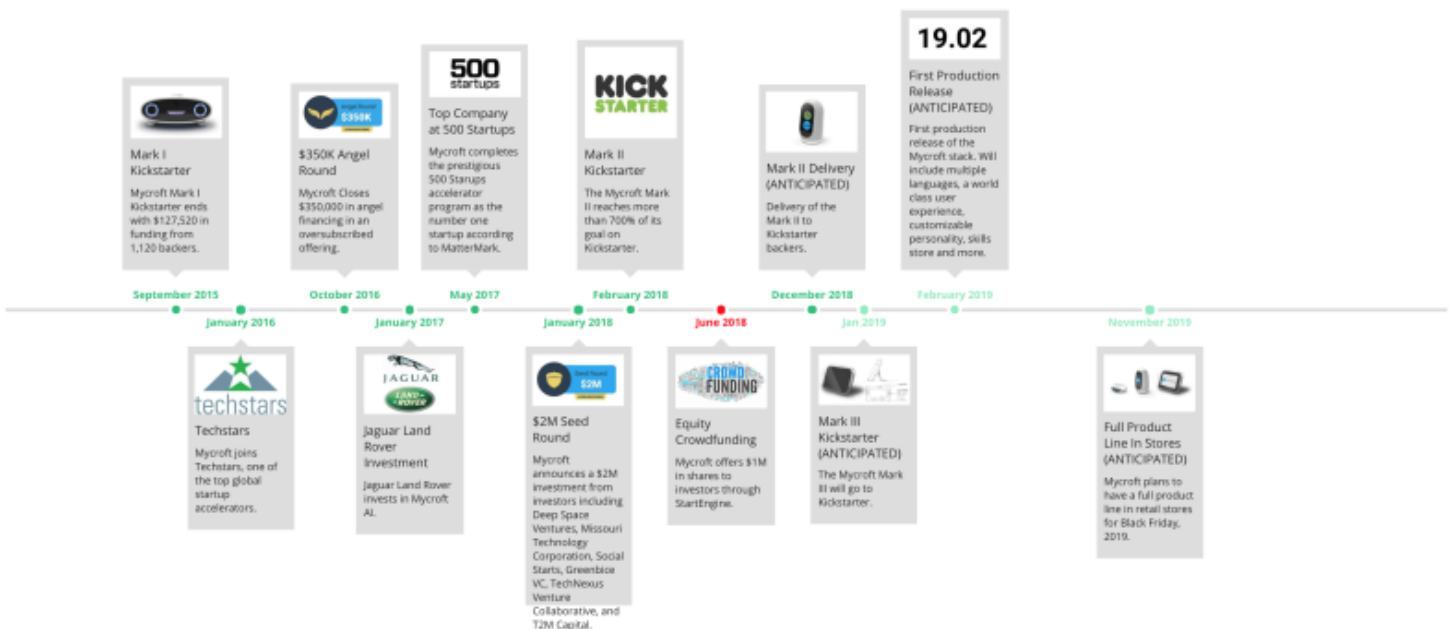 19.02
First Production
Release
(ANTICIPATED)
First production
release of the
Mycroft stack. Will
include multiple
languages, a world
class user
experience,
customizable
personality, skills
store and more.
500
startups
Top Company
at 500 Startups
Mycroft completes
the prestigious
500 Starups
accelerator
program as the
number one
startup according
to MatterMark.
KICK
STARTER
Mark II
Kickstarter
The Mycroft Mark
II reaches more
than 700% of its
goal on
Kickstarter.
Mark I
Kickstarter
Mycroft Mark I
Kickstarter ends
with $127,520 in
funding from
1,120 backers.
Angel Round
$350K
$350K Angel
Round
Mycroft Closes
$350,000 in angel
financing in an
oversubscribed
offering.
Mark II Delivery
(ANTICIPATED)
Delivery of the
Mark II to
Kickstarter
backers.
September 2015
October 2016
May 2017
February 2018
December 2018
February 2019
January 2016
January 2017
January 2018
June 2018
Jan 2019
November 2019
techstars
Techstars
Mycroft joins
Techstars, one of
the top global
startup
accelerators.
JAGUAR
LAND-
ROVER
Jaguar Land
Rover
Investment
Jaguar Land Rover
invests in Mycroft
AI.
Seed Round
$2M
$2M Seed
Round
Mycroft
announces a $2M
investment from
investors including
Deep Space
Ventures, Missouri
Technology
Corporation, Social
Starts, Greenbice
VC, TechNexus
Venture
Collaborative, and
T2M Capital.
CROWD
FUNDING
Equity
Crowdfunding
Mycroft offers $1M
in shares to
investors through
StartEngine.
Mark III
Kickstarter
(ANTICIPATED)
The Mycroft Mark
III will go to
Kickstarter.
Full Product
Line In Stores
(ANTICIPATED)
Mycroft plans to
have a full product
line in retail stores
for Black Friday,
2019.